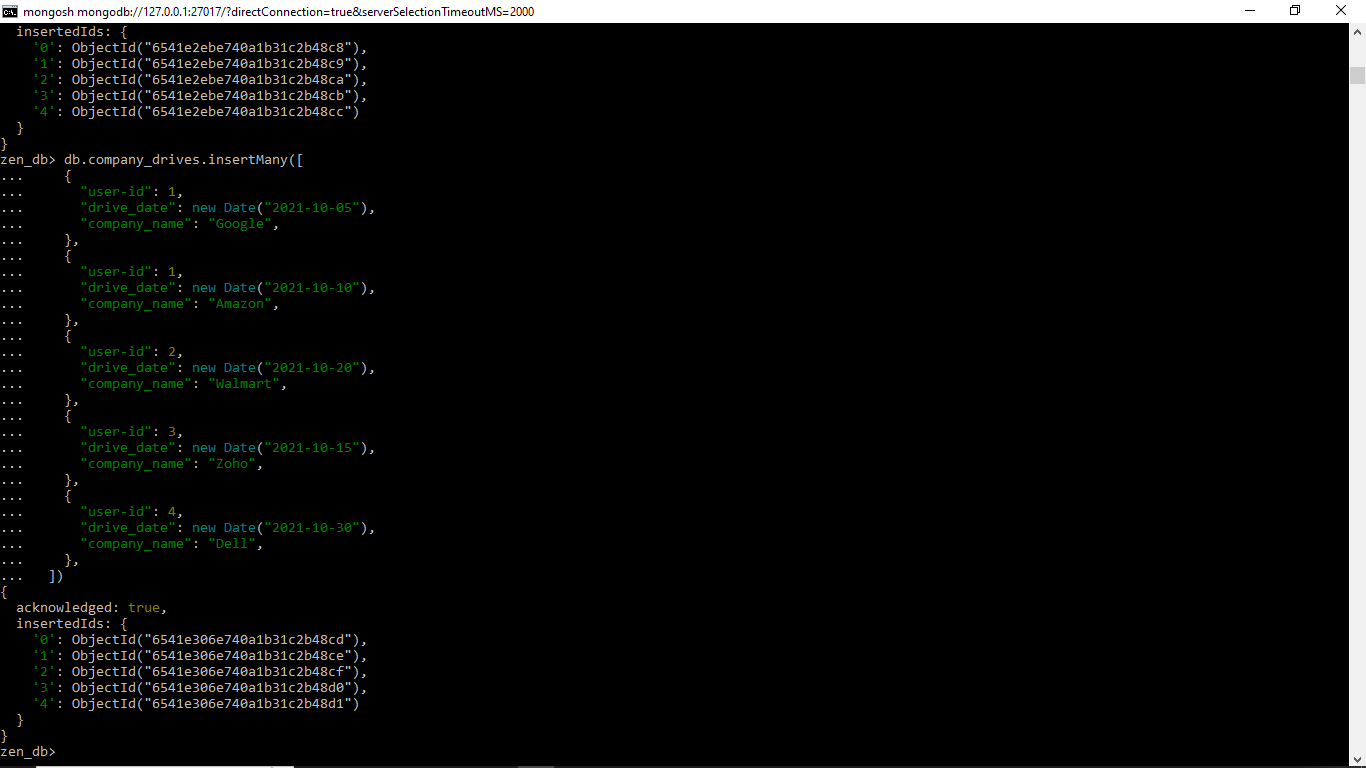 mongosh mongodb://127.0.0.1:27017/?directConnection=true&serverSelectionTimeoutMS=2000
  insertedIds: {
    '0': ObjectId("6541e2ebe740a1b31c2b48c8"),
    '1': ObjectId("6541e2ebe740a1b31c2b48c9"),
    '2': ObjectId("6541e2ebe740a1b31c2b48ca"),
    '3': ObjectId("6541e2ebe740a1b31c2b48cb"),
    '4': ObjectId("6541e2ebe740a1b31c2b48cc")
  }
}
zen_db> db.company_drives.insertMany([
...     {
...       "user-id": 1,
...       "drive_date": new Date("2021-10-05"),
...       "company_name": "Google",
...     },
...     {
...       "user-id": 1,
...       "drive_date": new Date("2021-10-10"),
...       "company_name": "Amazon",
...     },
...     {
...       "user-id": 2,
...       "drive_date": new Date("2021-10-20"),
...       "company_name": "Walmart",
...     },
...     {
...       "user-id": 3,
...       "drive_date": new Date("2021-10-15"),
...       "company_name": "Zoho",
...     },
...     {
...       "user-id": 4,
...       "drive_date": new Date("2021-10-30"),
...       "company_name": "Dell",
...     },
...   ])
{
  acknowledged: true,
  insertedIds: {
    '0': ObjectId("6541e306e740a1b31c2b48cd"),
    '1': ObjectId("6541e306e740a1b31c2b48ce"),
    '2': ObjectId("6541e306e740a1b31c2b48cf"),
    '3': ObjectId("6541e306e740a1b31c2b48d0"),
    '4': ObjectId("6541e306e740a1b31c2b48d1")
  }
}
zen_db>